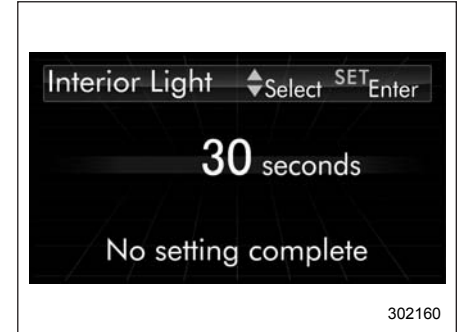 Interior Light Select SET Enter
30 seconds
No setting complete
302160